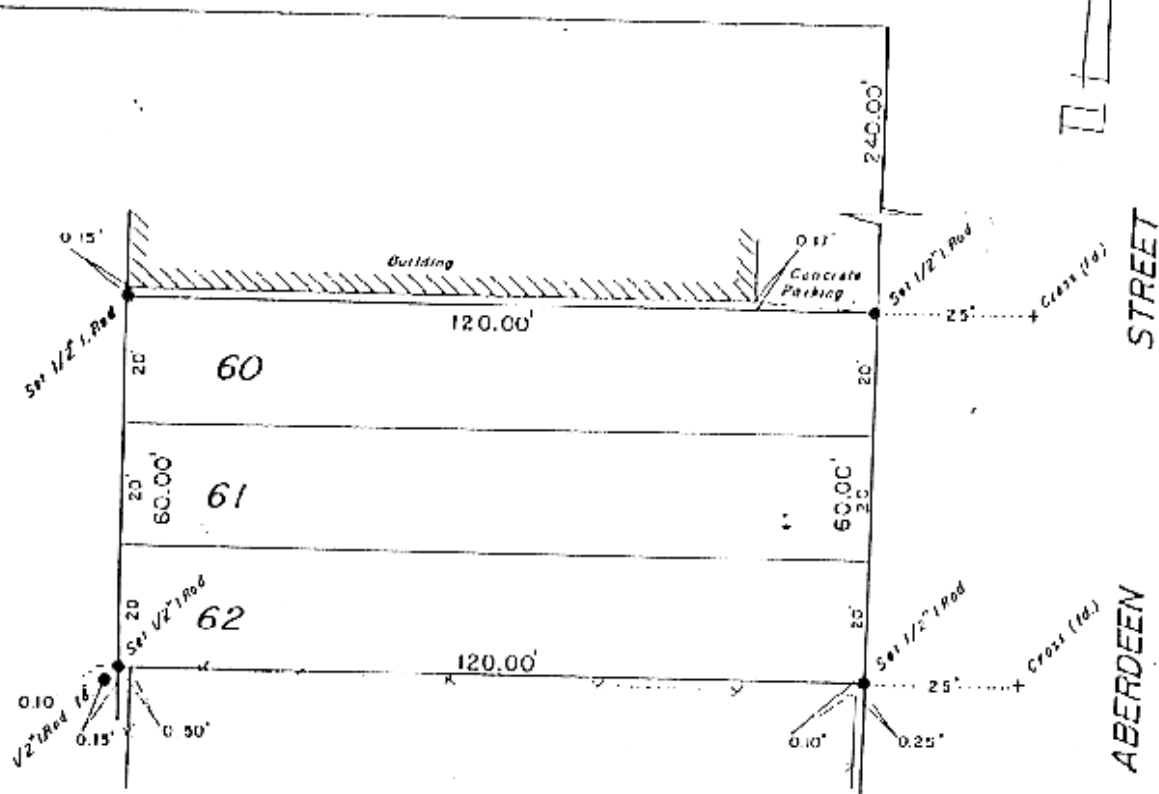 240.00'
0.15'
Building
Concrete
Parking
Set 1/2" I.Rod
25'
Cross (fd)
STREET
Set 1/2" I.Rod
120.00'
20'
60
20'
20'
60.00'
61
60.00'
20
20
62
Set 1/2" I Rod
20'
Set 1/2" I Rod
120.00'
25'
Cross (fd.)
ABERDEEN
0.10
1/2" I Rod fd
0.15'
0.50'
0.10'
0.25'